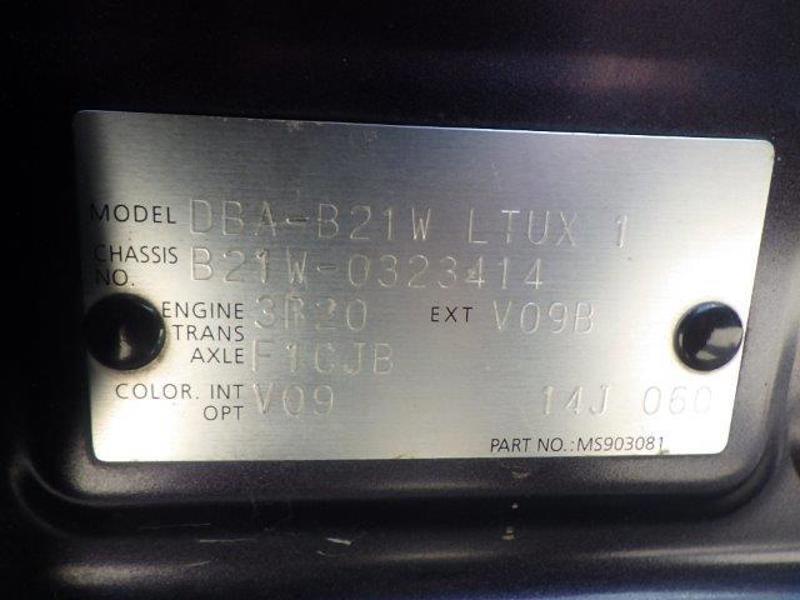 MODEL DBA-B21W LTUX 1
CHASSIS NO. B21W-0323414
ENGINE 3B20 EXT V09B
TRANS AXLE F1CJB
COLOR. INT OPT V09 14J 060
PART NO.:MS903081